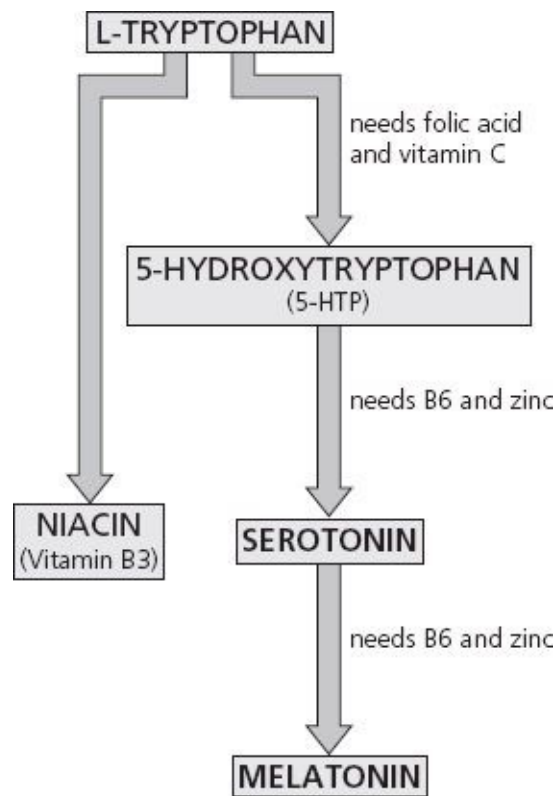 L-TRYPTOPHAN
needs folic acid
and vitamin C
5-HYDROXYTRYPTOPHAN
(5-HTP)
needs B6 and zinc
NIACIN
(Vitamin B3)
SEROTONIN
needs B6 and zinc
MELATONIN